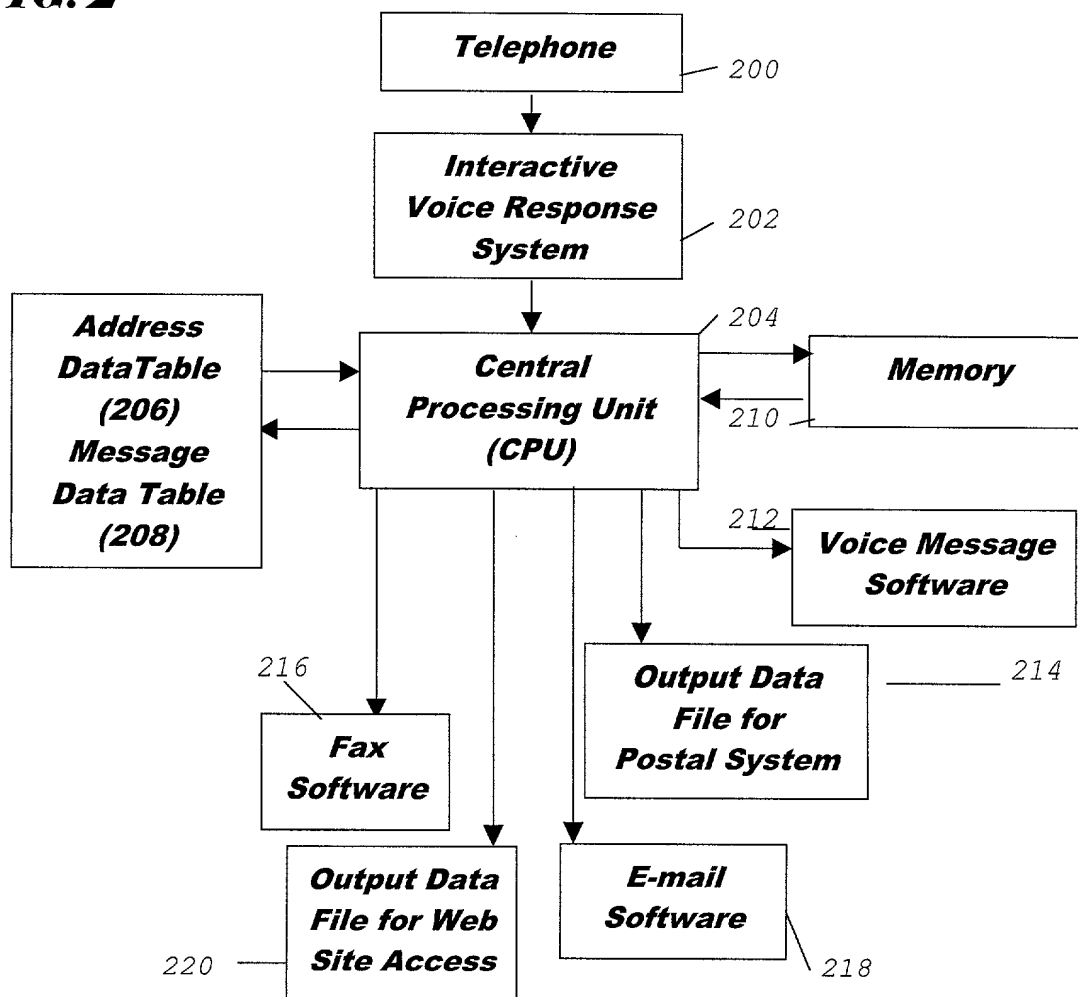 Telephone
200
Interactive
Voice Response
System
202
Address
DataTable
(206)
Message
Data Table
(208)
204
Central
Processing Unit
(CPU)
Memory
210
212
Voice Message
Software
216
Fax
Software
Output Data
File for
Postal System
214
Output Data
File for Web
Site Access
220
E-mail
Software
218